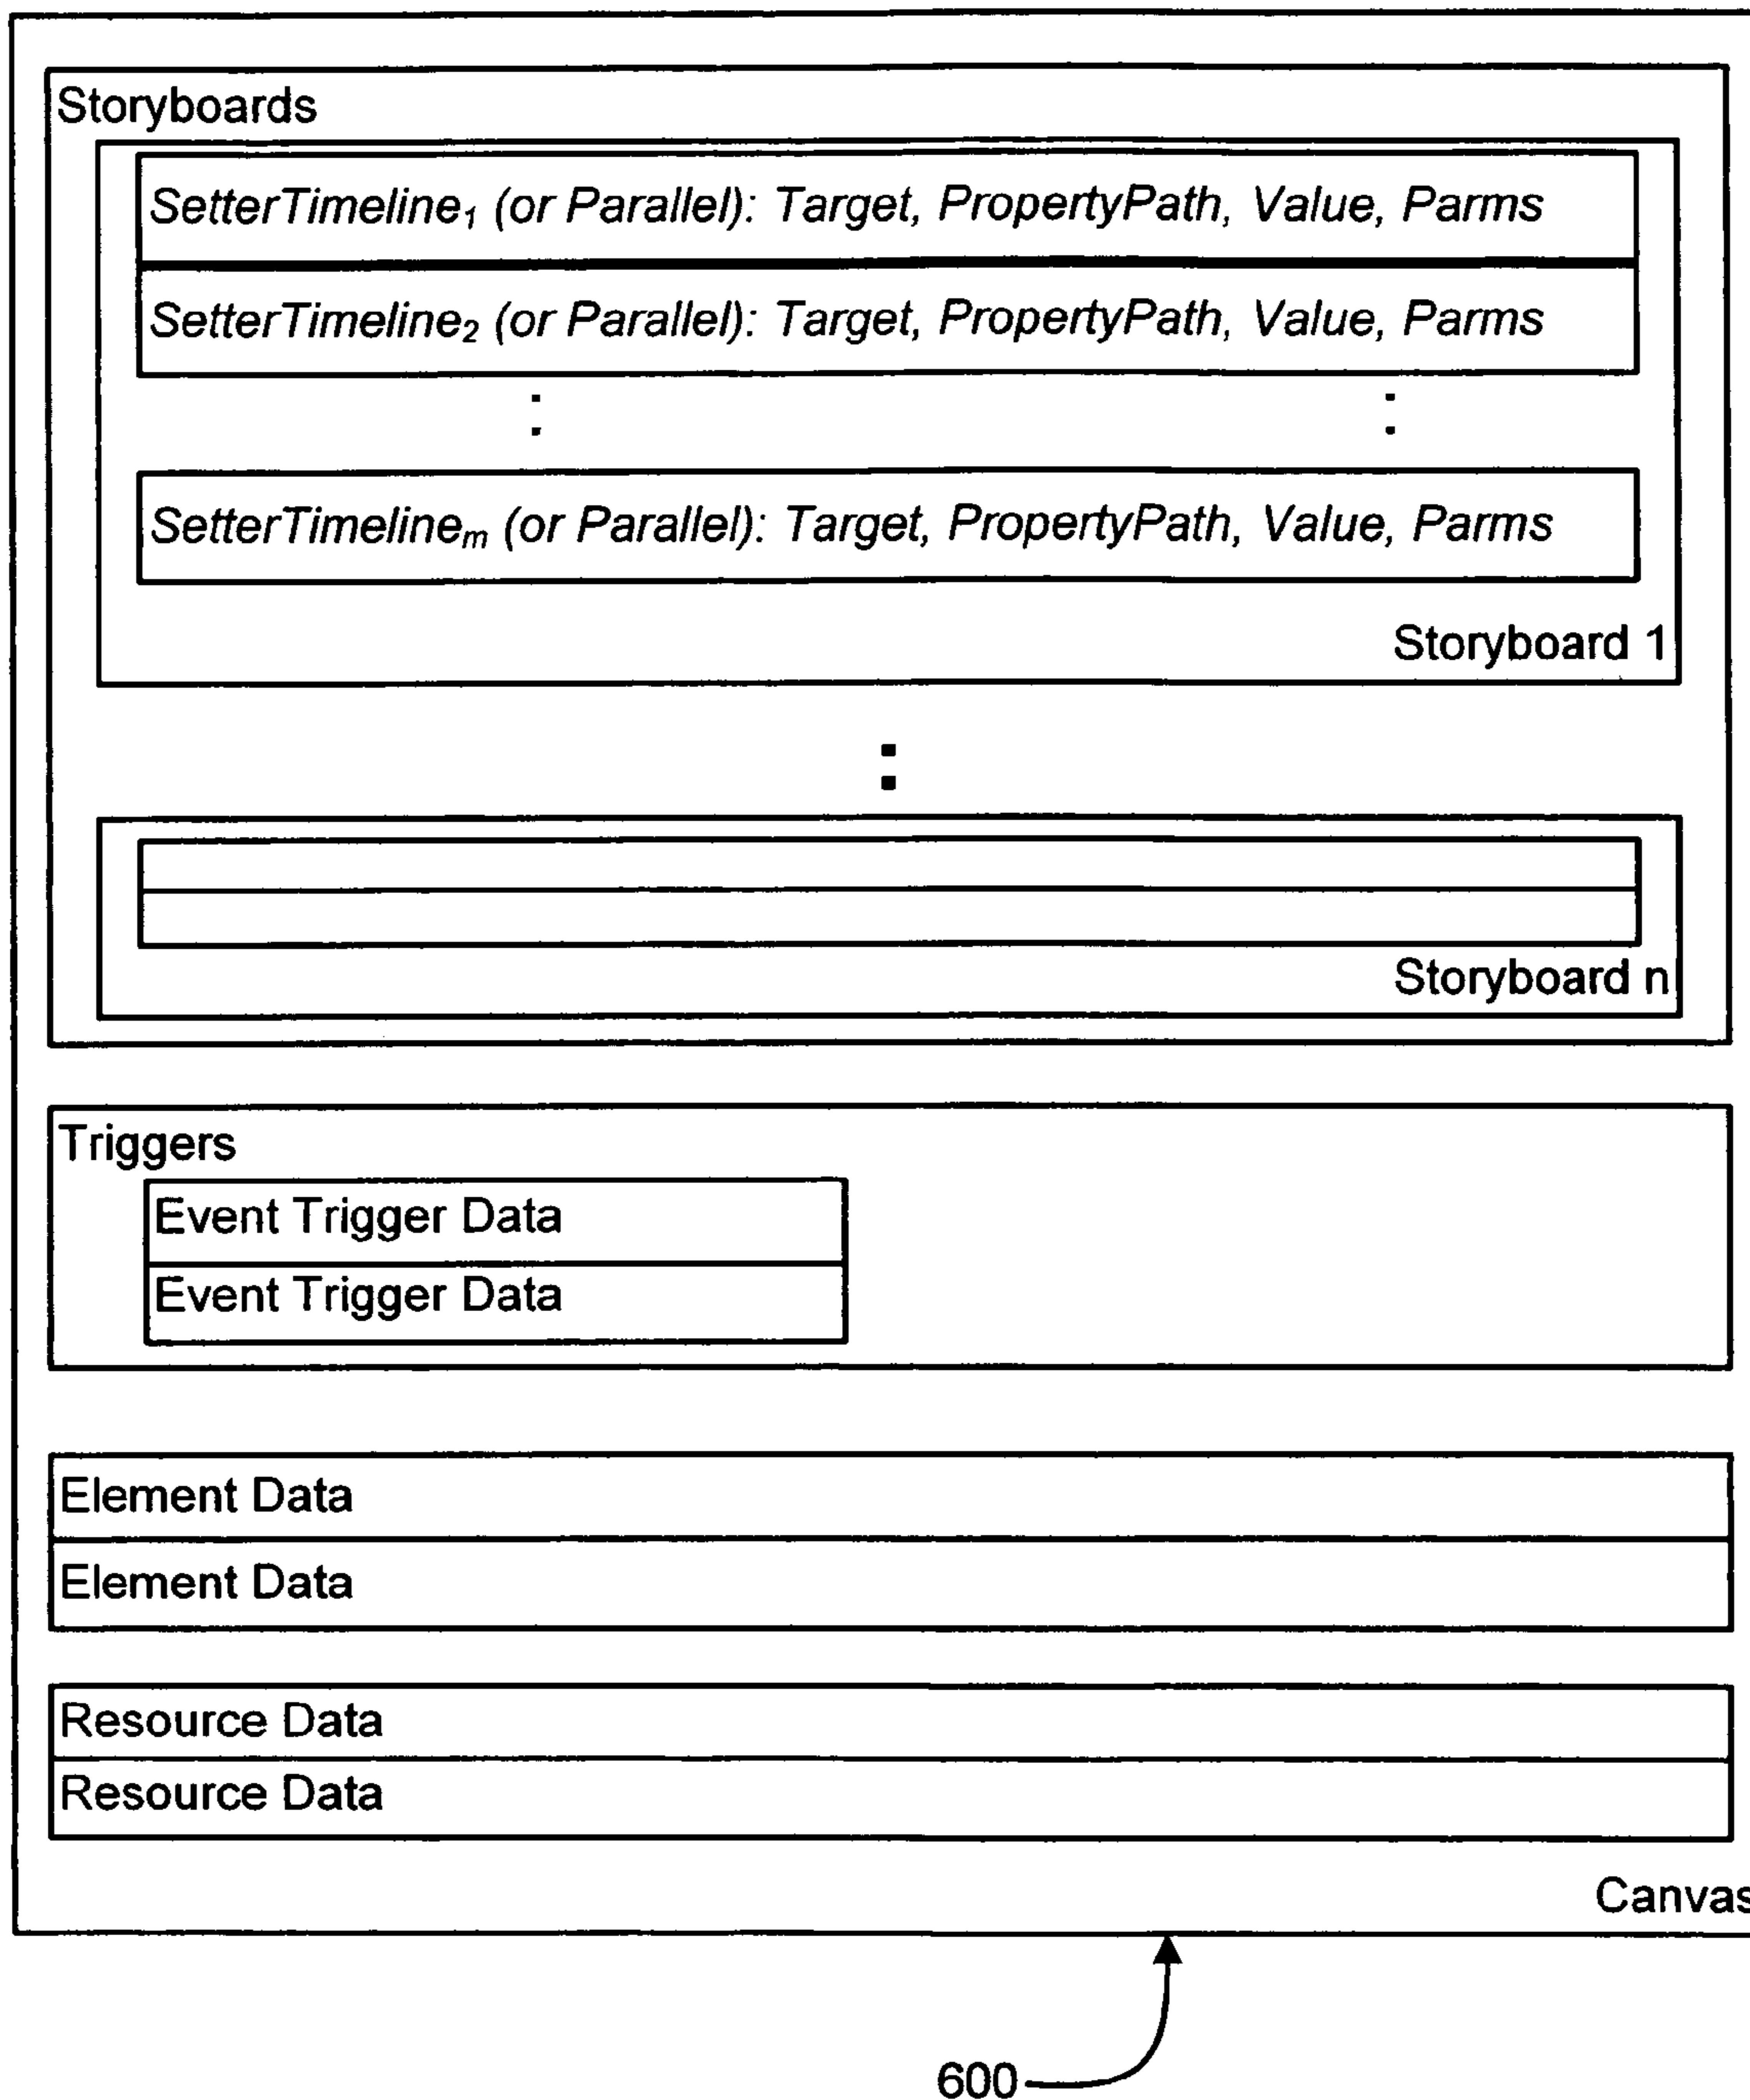 Storyboards
SetterTimeline₁ (or Parallel): Target, PropertyPath, Value, Parms
SetterTimeline₂ (or Parallel): Target, PropertyPath, Value, Parms
: :
SetterTimelineₘ (or Parallel): Target, PropertyPath, Value, Parms
Storyboard 1
:
Storyboard n
Triggers
Event Trigger Data
Event Trigger Data
Element Data
Element Data
Resource Data
Resource Data
Canvas
600